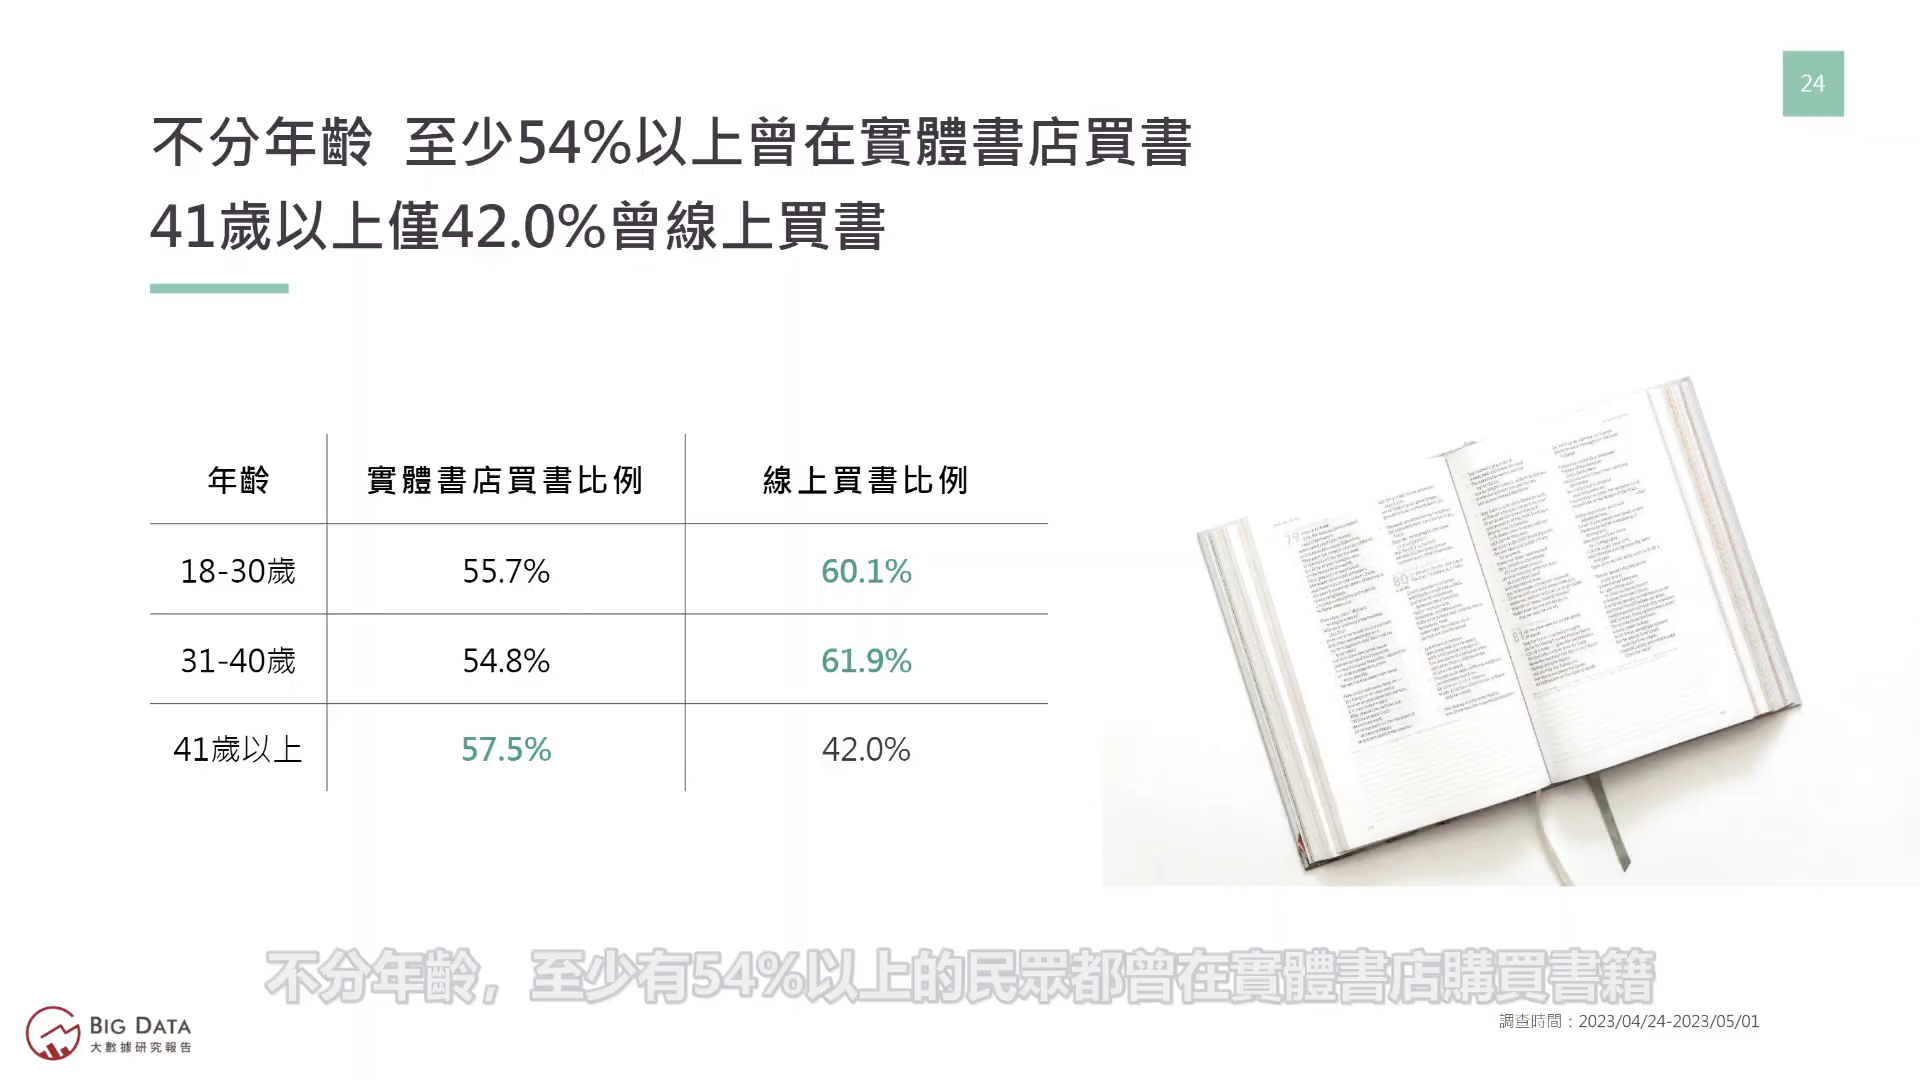 24
不分年齡 至少54%以上曾在實體書店買書
41歲以上僅42.0%曾線上買書
年齡 實體書店買書比例 線上買書比例
18-30歲 55.7% 60.1%
31-40歲 54.8% 61.9%
41歲以上 57.5% 42.0%
79
80
81
不分年齡，至少有54%以上的民眾都曾在實體書店購買書籍
調查時間：2023/04/24-2023/05/01
BIG DATA
大數據研究報告